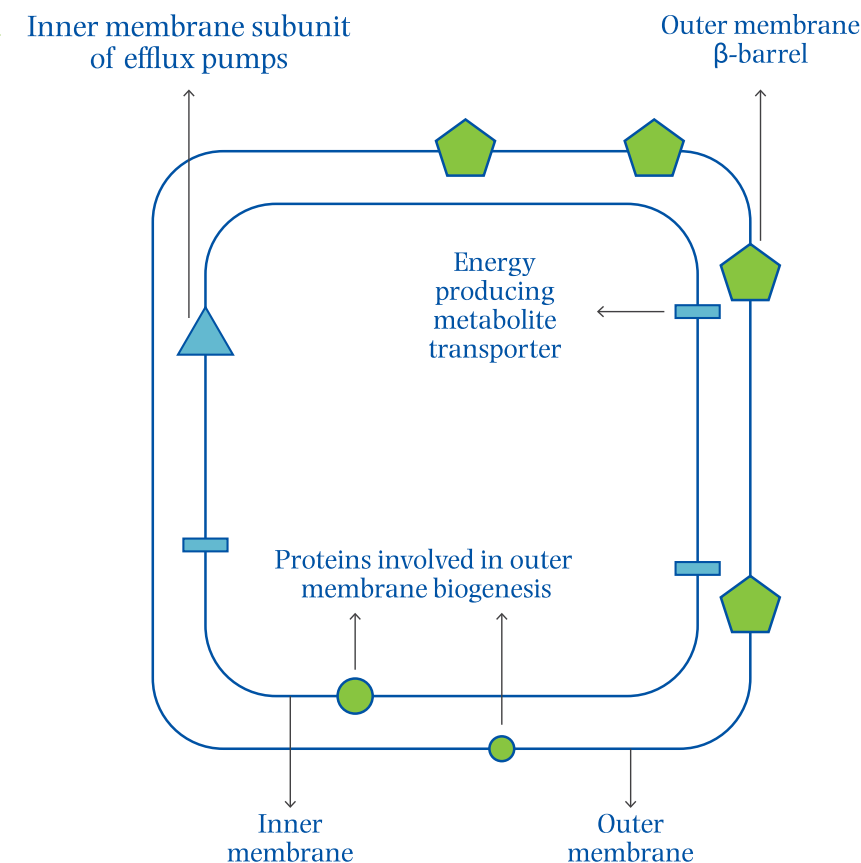 Inner membrane subunit
of efflux pumps
Outer membrane
β-barrel
Energy
producing
metabolite
transporter
Proteins involved in outer
membrane biogenesis
Inner
membrane
Outer
membrane